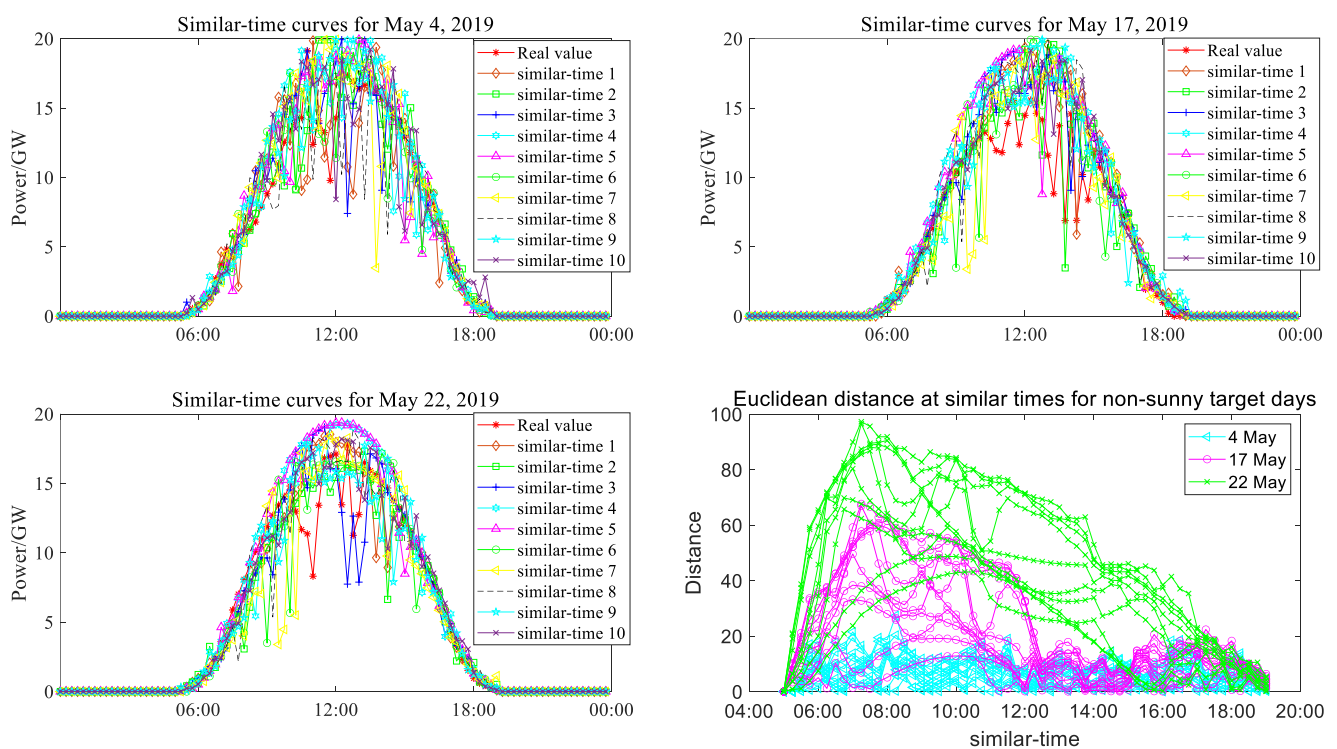 Similar-time curves for May 4, 2019
Power/GW
20
15
10
5
0
06:00 12:00 18:00 00:00
Real value
similar-time 1
similar-time 2
similar-time 3
similar-time 4
similar-time 5
similar-time 6
similar-time 7
similar-time 8
similar-time 9
similar-time 10
Similar-time curves for May 17, 2019
Power/GW
20
15
10
5
0
06:00 12:00 18:00 00:00
Real value
similar-time 1
similar-time 2
similar-time 3
similar-time 4
similar-time 5
similar-time 6
similar-time 7
similar-time 8
similar-time 9
similar-time 10
Similar-time curves for May 22, 2019
Power/GW
20
15
10
5
0
06:00 12:00 18:00 00:00
Real value
similar-time 1
similar-time 2
similar-time 3
similar-time 4
similar-time 5
similar-time 6
similar-time 7
similar-time 8
similar-time 9
similar-time 10
Euclidean distance at similar times for non-sunny target days
Distance
100
80
60
40
20
0
04:00 06:00 08:00 10:00 12:00 14:00 16:00 18:00 20:00
similar-time
4 May
17 May
22 May